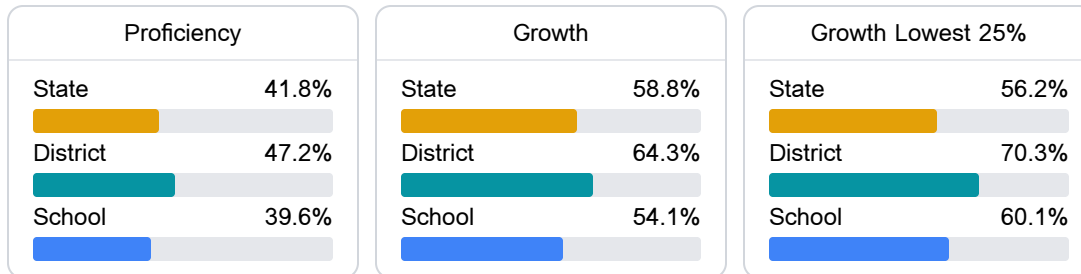 Proficiency
State 41.8%
District 47.2%
School 39.6%
Growth
State 58.8%
District 64.3%
School 54.1%
Growth Lowest 25%
State 56.2%
District 70.3%
School 60.1%